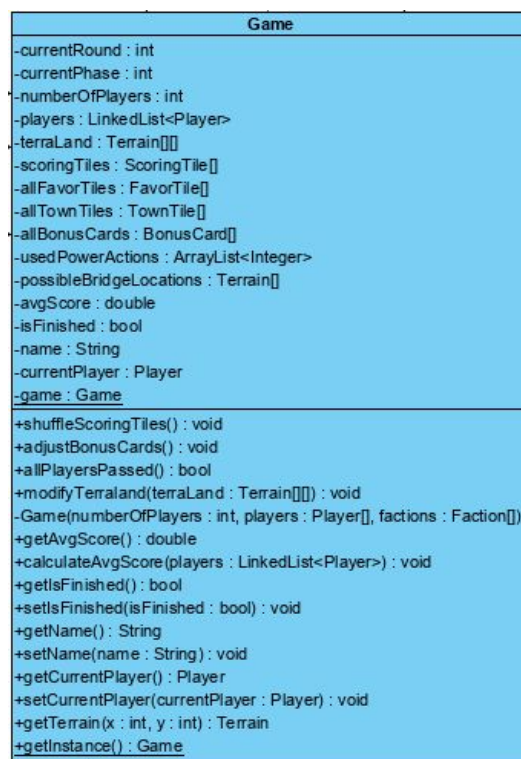 Game
-currentRound : int
-currentPhase : int
-numberOfPlayers : int
-players : LinkedList<Player>
-terraLand : Terrain[][]
-scoringTiles : ScoringTile[]
-allFavorTiles : FavorTile[]
-allTownTiles : TownTile[]
-allBonusCards : BonusCard[]
-usedPowerActions : ArrayList<Integer>
-possibleBridgeLocations : Terrain[]
-avgScore : double
-isFinished : bool
-name : String
-currentPlayer : Player
-game : Game
+shuffleScoringTiles() : void
+adjustBonusCards() : void
+allPlayersPassed() : bool
+modifyTerraland(terraLand : Terrain[][]) : void
-Game(numberOfPlayers : int, players : Player[], factions : Faction[])
+getAvgScore() : double
+calculateAvgScore(players : LinkedList<Player>) : void
+getIsFinished() : bool
+setIsFinished(isFinished : bool) : void
+getName() : String
+setName(name : String) : void
+getCurrentPlayer() : Player
+setCurrentPlayer(currentPlayer : Player) : void
+getTerrain(x : int, y : int) : Terrain
+getInstance() : Game